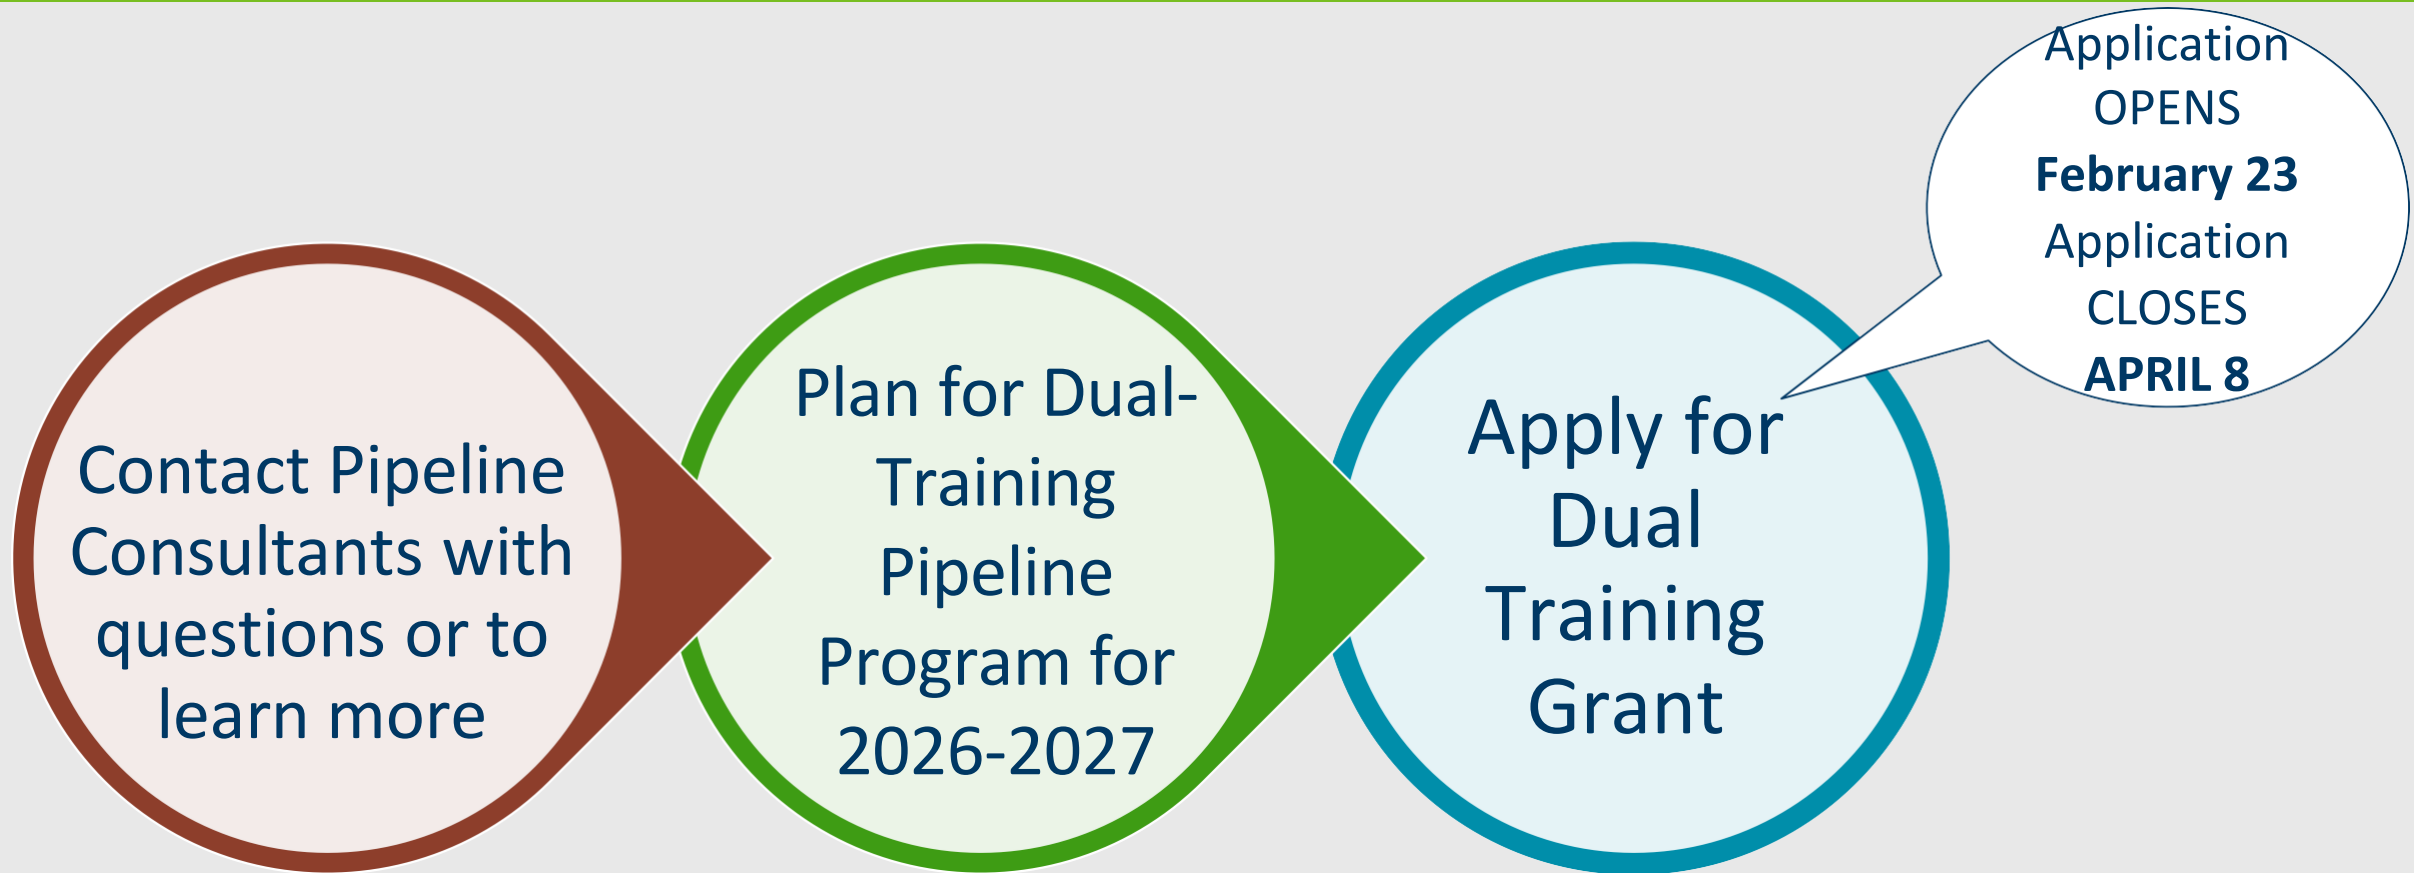 Contact Pipeline
Consultants with
questions or to
learn more
Plan for Dual-
Training
Pipeline
Program for
2026-2027
Apply for
Dual
Training
Grant
Application
OPENS
February 23
Application
CLOSES
APRIL 8